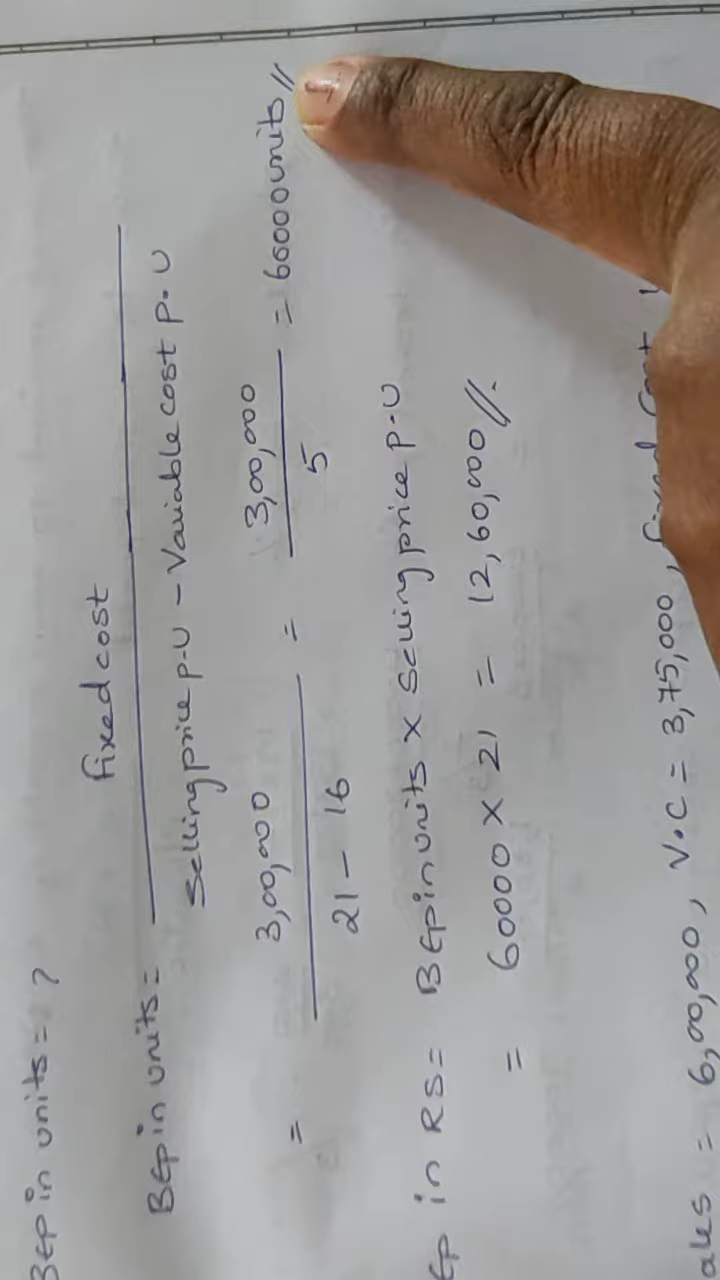 BEP in units = ?
BEP in units = fixed cost
Selling price p.u - Variable cost p.u
= 3,00,000 = 3,00,000 = 60000 units //
21 - 16 5
EP in RS = BEP in units x Selling price p.u
= 60000 x 21 = 12,60,000 //.
ales = 6,00,000, V.C = 3,75,000,